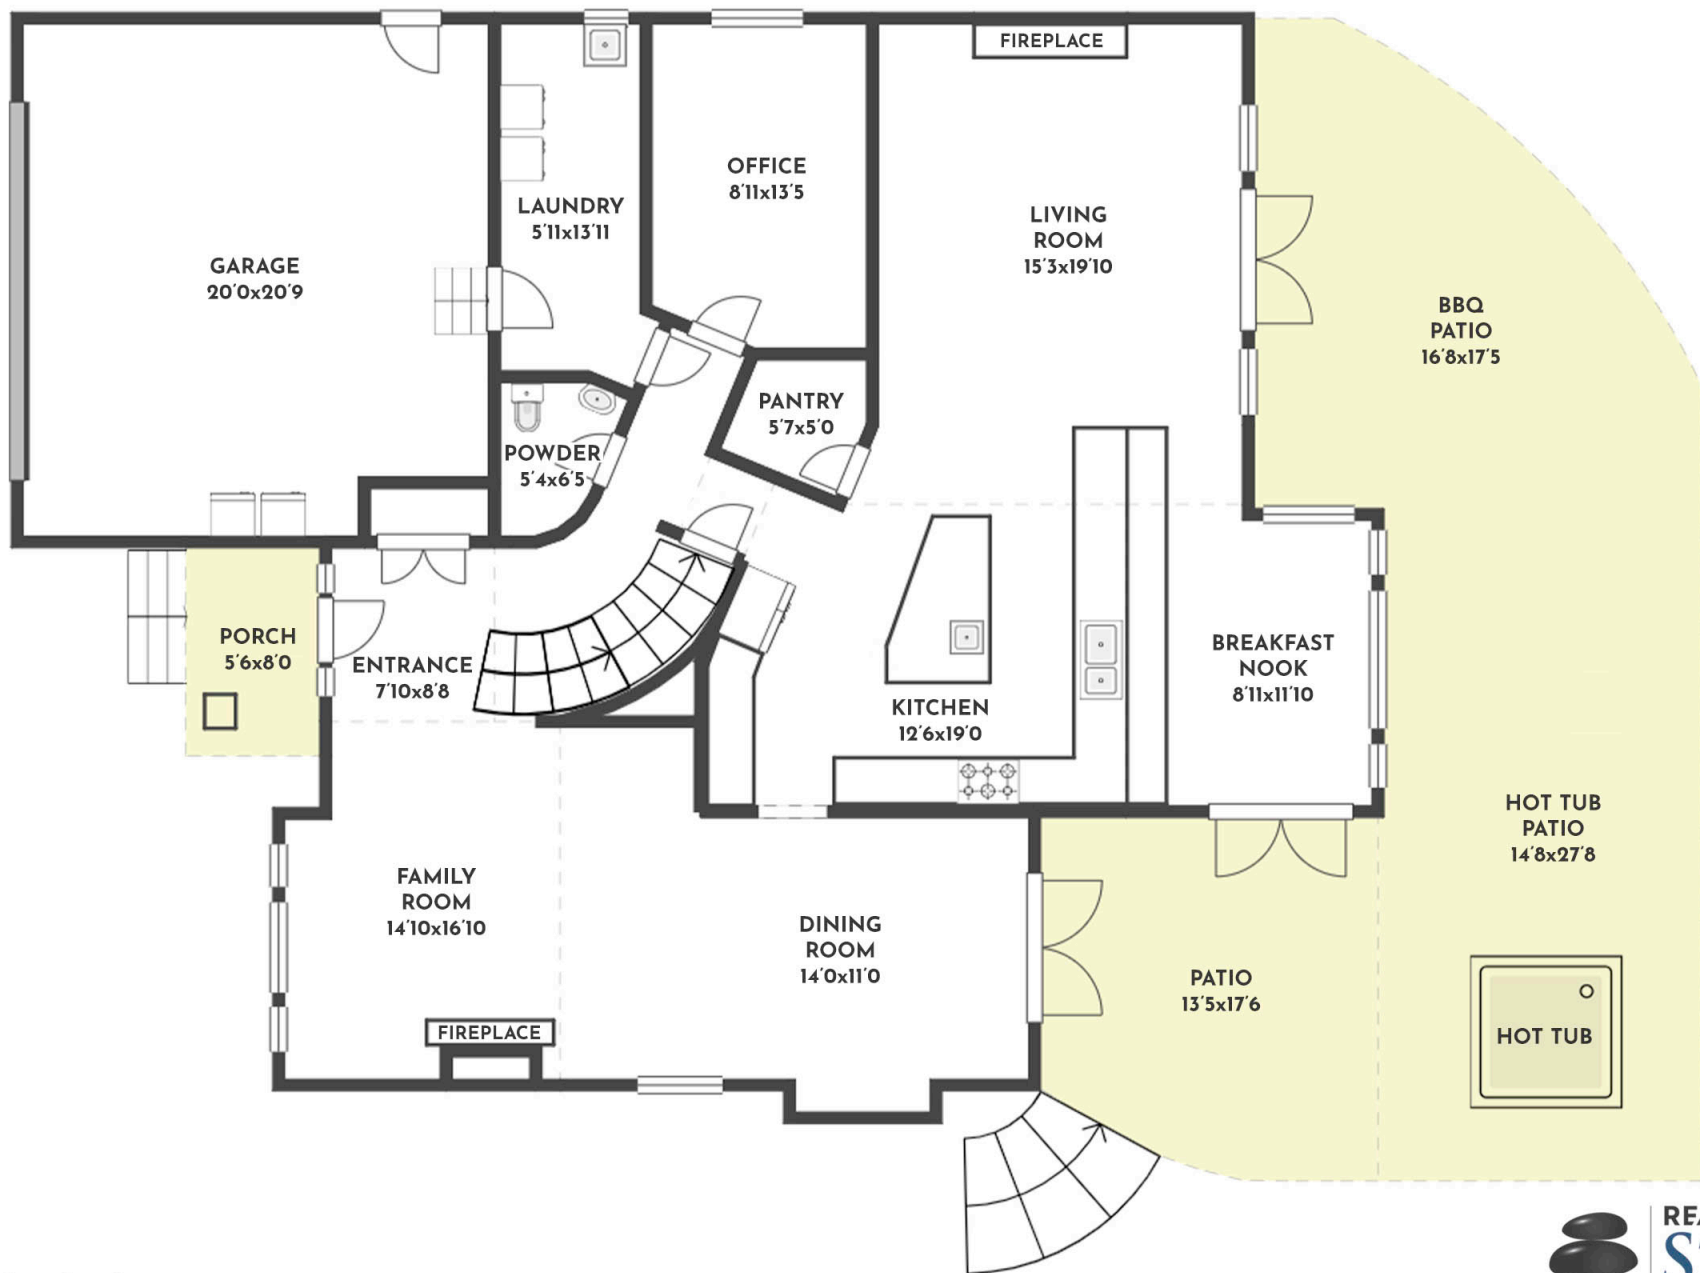 FIREPLACE
OFFICE
8'11x13'5
LAUNDRY
5'11x13'11
LIVING
ROOM
15'3x19'10
GARAGE
20'0x20'9
BBQ
PATIO
16'8x17'5
PANTRY
5'7x5'0
POWDER
5'4x6'5
PORCH
5'6x8'0
ENTRANCE
7'10x8'8
BREAKFAST
NOOK
8'11x11'10
KITCHEN
12'6x19'0
HOT TUB
PATIO
14'8x27'8
FAMILY
ROOM
14'10x16'10
DINING
ROOM
14'0x11'0
PATIO
13'5x17'6
FIREPLACE
HOT TUB